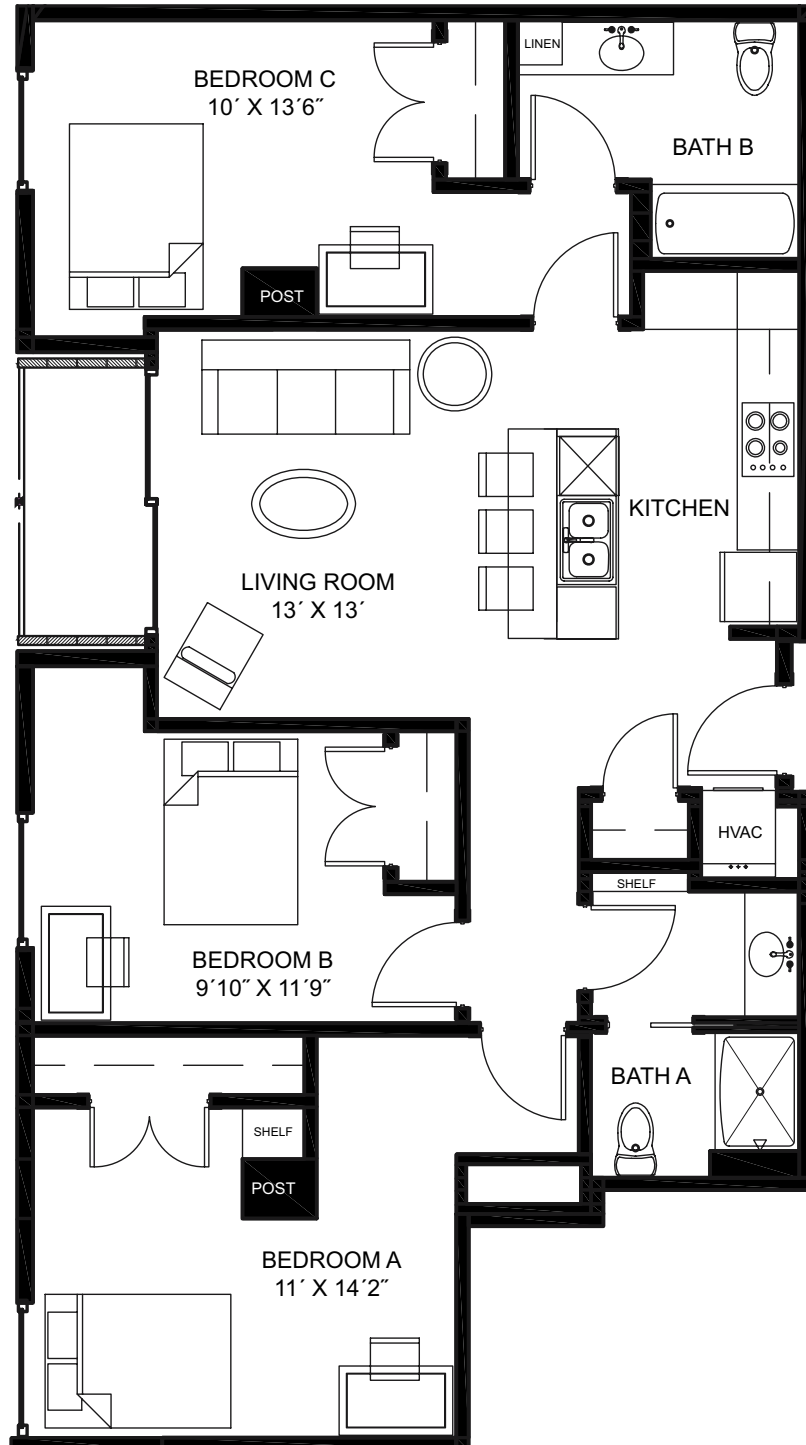 LINEN
BEDROOM C
10´ X 13´6˝
BATH B
POST
KITCHEN
LIVING ROOM
13´ X 13´
HVAC
SHELF
BEDROOM B
9´10˝ X 11´9˝
BATH A
SHELF
POST
BEDROOM A
11´ X 14´2˝